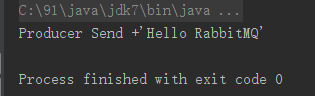 C:\91\java\jdk7\bin\java ...
Producer Send +'Hello RabbitMQ'
Process finished with exit code 0